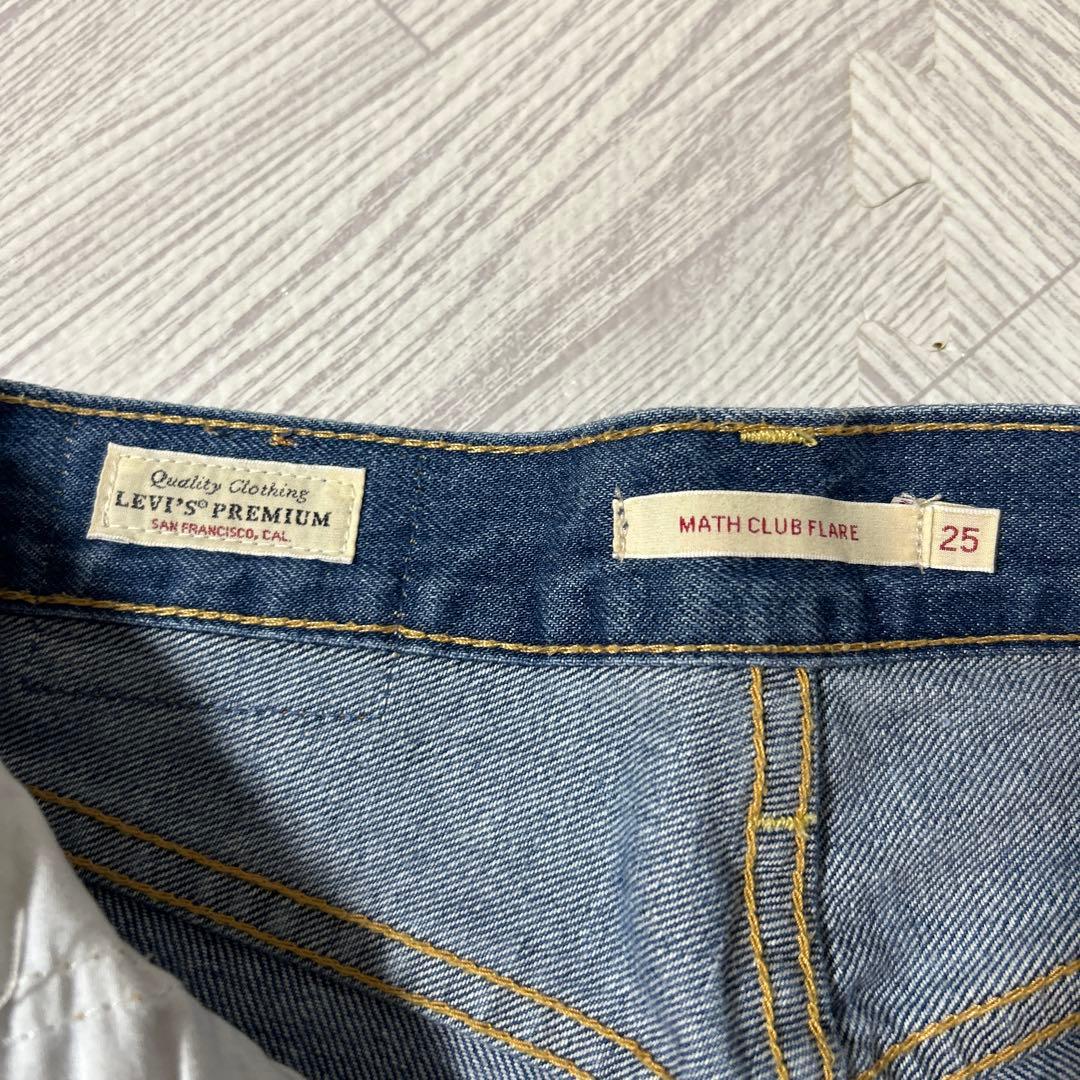 Quality Clothing
LEVI'S® PREMIUM
SAN FRANCISCO, CAL.
MATH CLUB FLARE
25